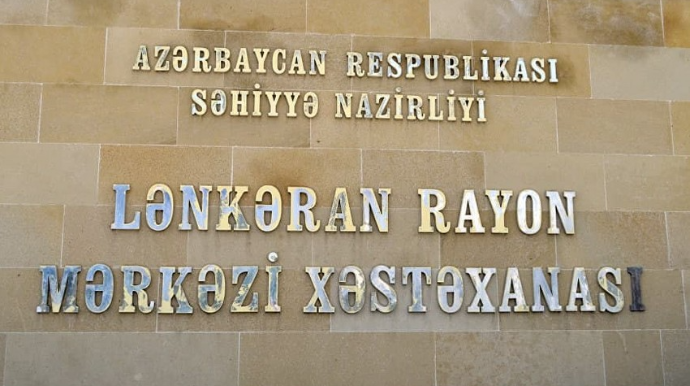 AZƏRBAYCAN RESPUBLİKASI
SƏHİYYƏ NAZİRLİYİ
LƏNKƏRAN RAYON
MƏRKƏZİ XƏSTƏXANASI